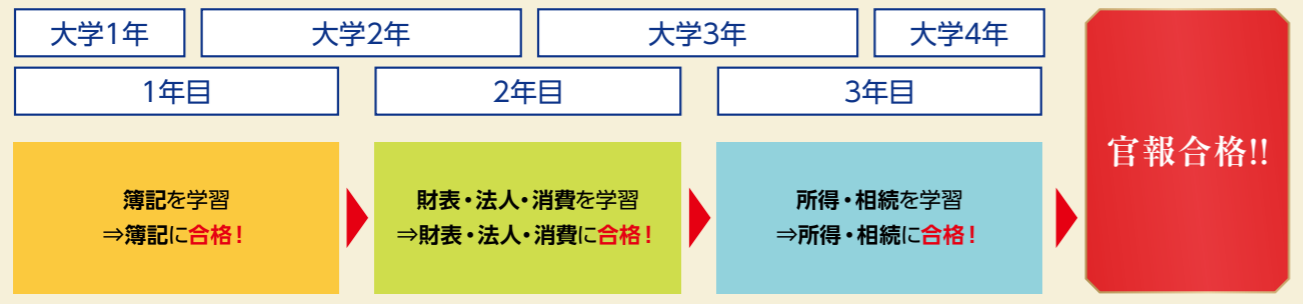 大学1年
大学2年
大学3年
大学4年
1年目
2年目
3年目
簿記を学習
⇒簿記に合格!
財表・法人・消費を学習
⇒財表・法人・消費に合格!
所得・相続を学習
⇒所得・相続に合格!
官報合格!!